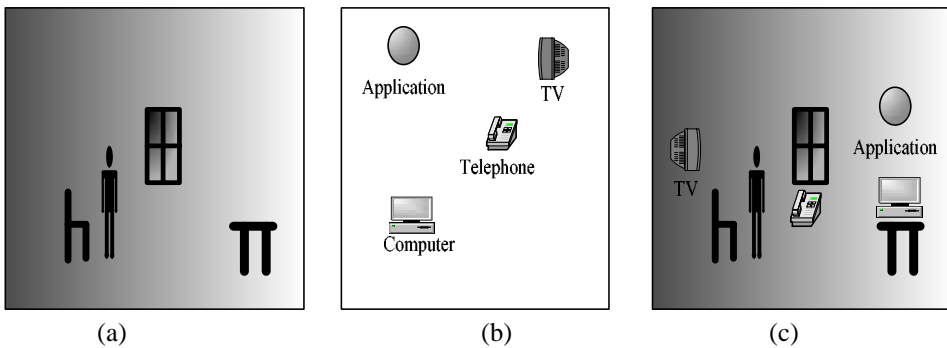 Application
TV
Telephone
Computer
TV
Application
(a)
(b)
(c)